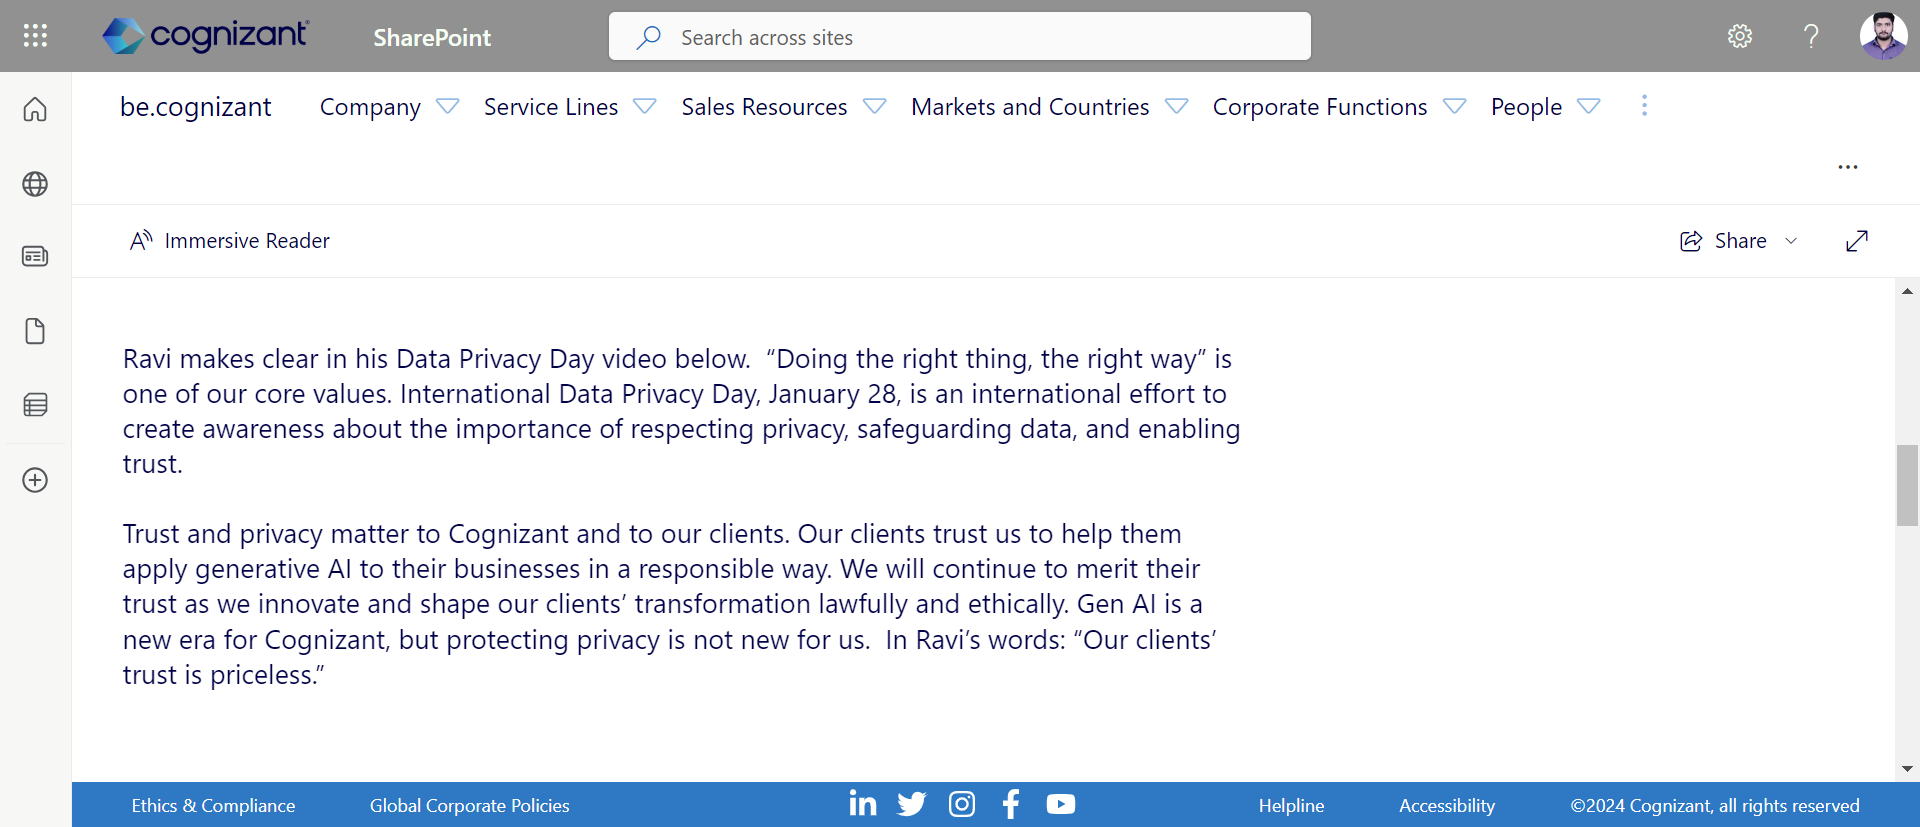 cognizant
SharePoint
Search across sites
be.cognizant
Company
Service Lines
Sales Resources
Markets and Countries
Corporate Functions
People
Immersive Reader
Share
Ravi makes clear in his Data Privacy Day video below.  “Doing the right thing, the right way” is
one of our core values. International Data Privacy Day, January 28, is an international effort to
create awareness about the importance of respecting privacy, safeguarding data, and enabling
trust.
Trust and privacy matter to Cognizant and to our clients. Our clients trust us to help them
apply generative AI to their businesses in a responsible way. We will continue to merit their
trust as we innovate and shape our clients’ transformation lawfully and ethically. Gen AI is a
new era for Cognizant, but protecting privacy is not new for us.  In Ravi’s words: “Our clients’
trust is priceless.”
Ethics & Compliance
Global Corporate Policies
Helpline
Accessibility
©2024 Cognizant, all rights reserved